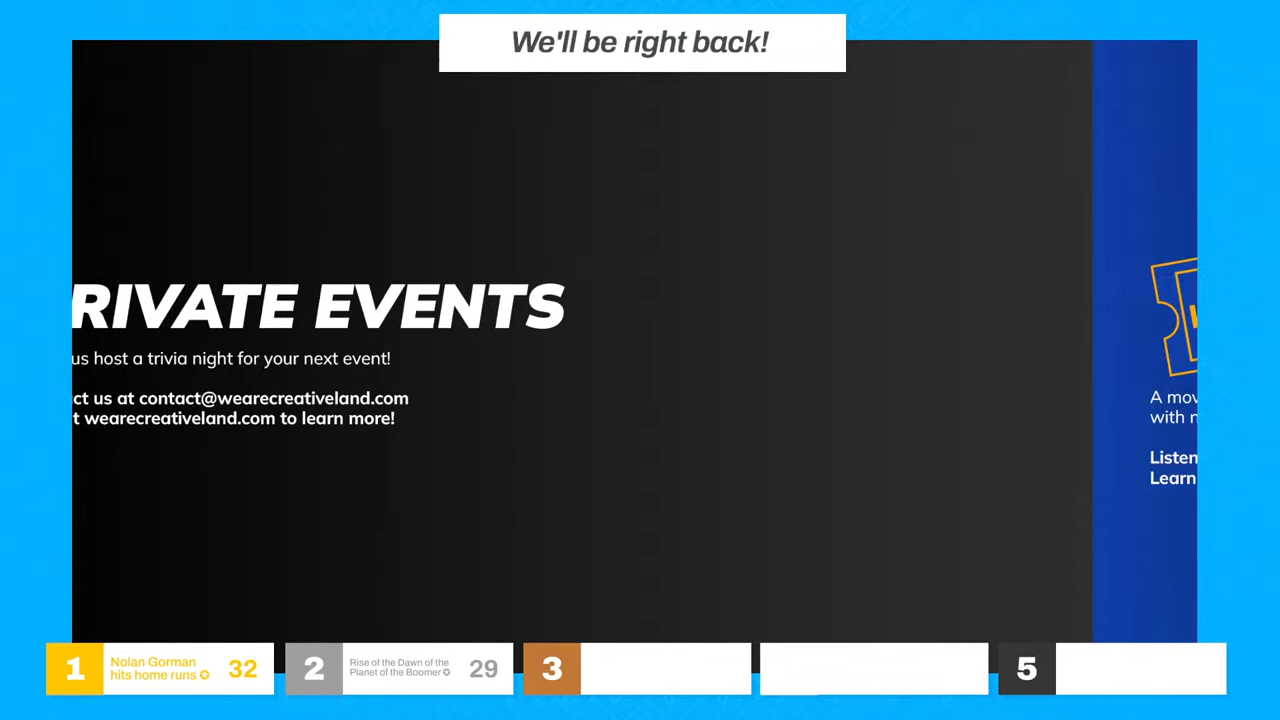 We'll be right back!
RIVATE EVENTS
us host a trivia night for your next event!
ct us at contact@wearecreativeland.com
t wearecreativeland.com to learn more!
A mov
with n
Listen
Learn
1 Nolan Gorman
hits home runs✪ 32
2 Rise of the Dawn of the
Planet of the Boomer✪ 29
3
5